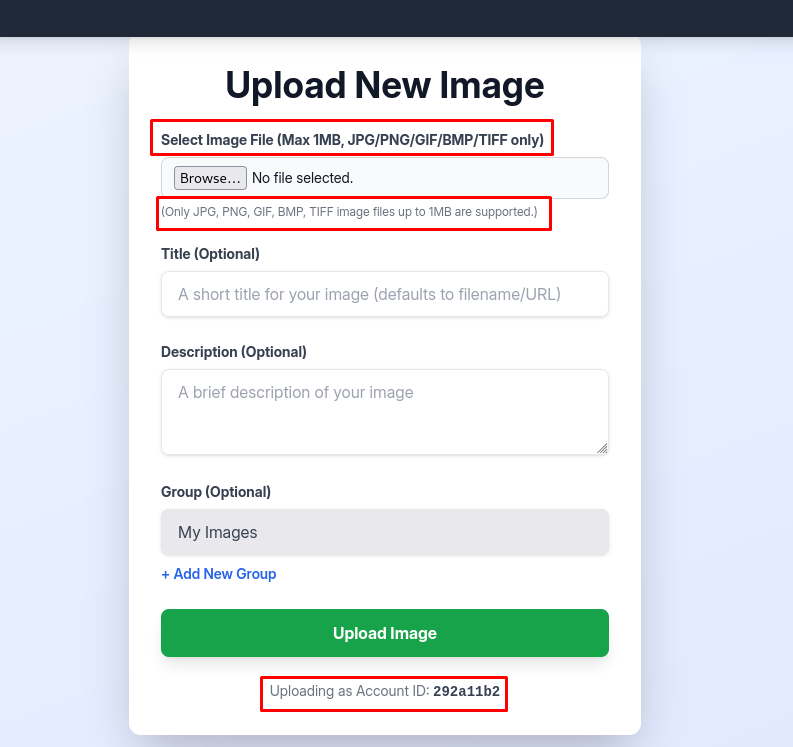 Upload New Image
Select Image File (Max 1MB, JPG/PNG/GIF/BMP/TIFF only)
Browse... No file selected.
(Only JPG, PNG, GIF, BMP, TIFF image files up to 1MB are supported.)
Title (Optional)
A short title for your image (defaults to filename/URL)
Description (Optional)
A brief description of your image
Group (Optional)
My Images
+ Add New Group
Upload Image
Uploading as Account ID: 292a11b2